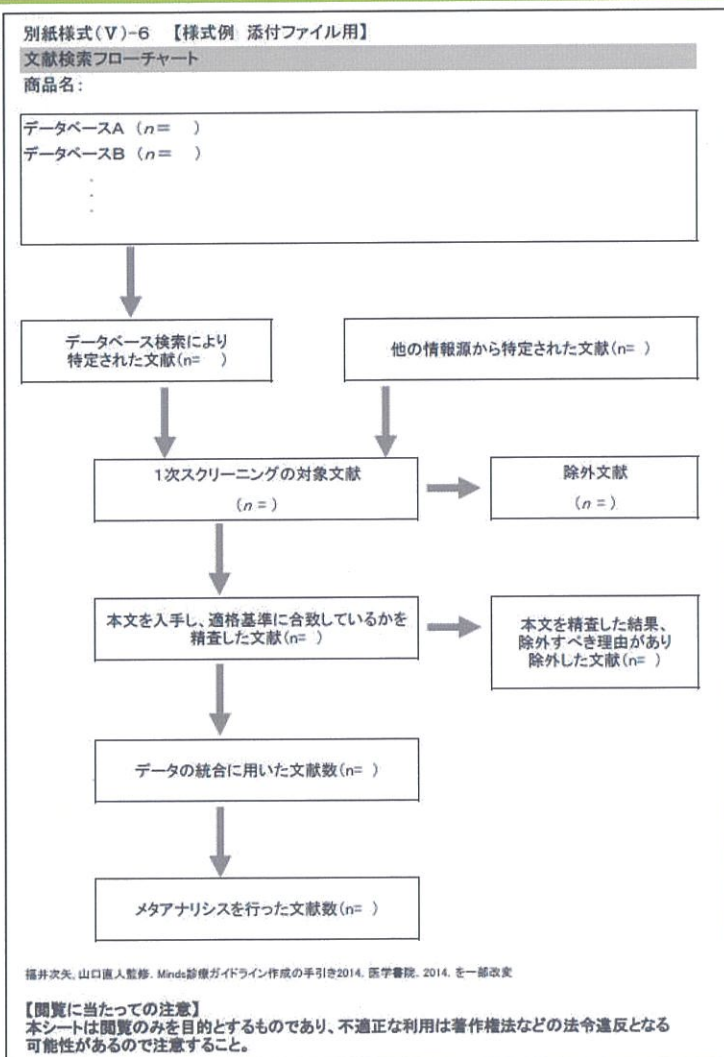 別紙様式(Ⅴ)-6 【様式例 添付ファイル用】
文献検索フローチャート
商品名:
データベースA (n= )
データベースB (n= )
.
.
.
データベース検索により
特定された文献(n= )
他の情報源から特定された文献(n= )
1次スクリーニングの対象文献
(n = )
除外文献
(n = )
本文を入手し、適格基準に合致しているかを
精査した文献(n= )
本文を精査した結果、
除外すべき理由があり
除外した文献(n= )
データの統合に用いた文献数(n= )
メタアナリシスを行った文献数(n= )
福井次矢, 山口直人監修. Minds診療ガイドライン作成の手引き2014. 医学書院. 2014. を一部改変
【閲覧に当たっての注意】
本シートは閲覧のみを目的とするものであり、不適正な利用は著作権法などの法令違反となる
可能性があるので注意すること。